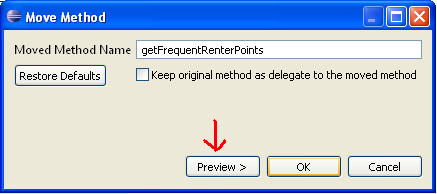 Move Method
Moved Method Name getFrequentRenterPoints
Restore Defaults Keep original method as delegate to the moved method
Preview > OK Cancel